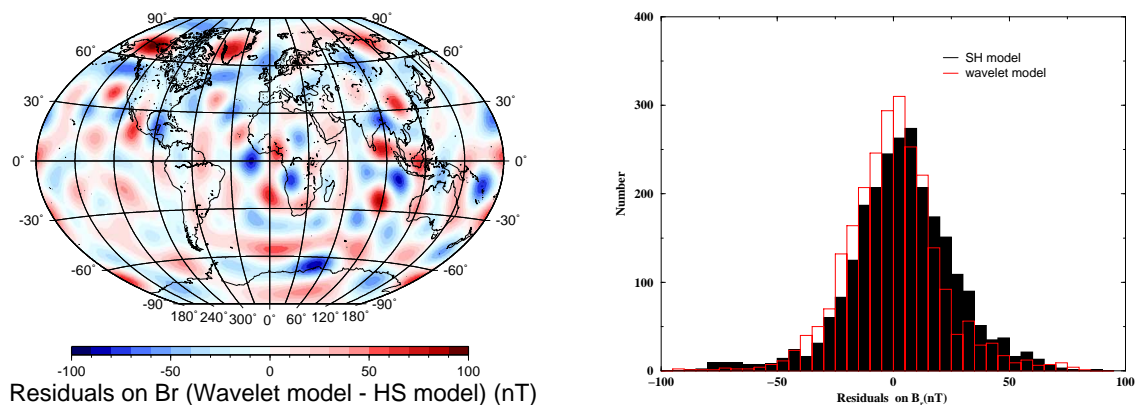 90°
60°
60°
30°
30°
0°
0°
-30°
-30°
-60°
-60°
-90°
-90°
180° 240° 300° 0° 60° 120° 180°
-100 -50 0 50 100
Residuals on Br (Wavelet model - HS model) (nT)
400
300
200
100
0
Number
SH model
wavelet model
−100 −50 0 50 100
Residuals on Br(nT)